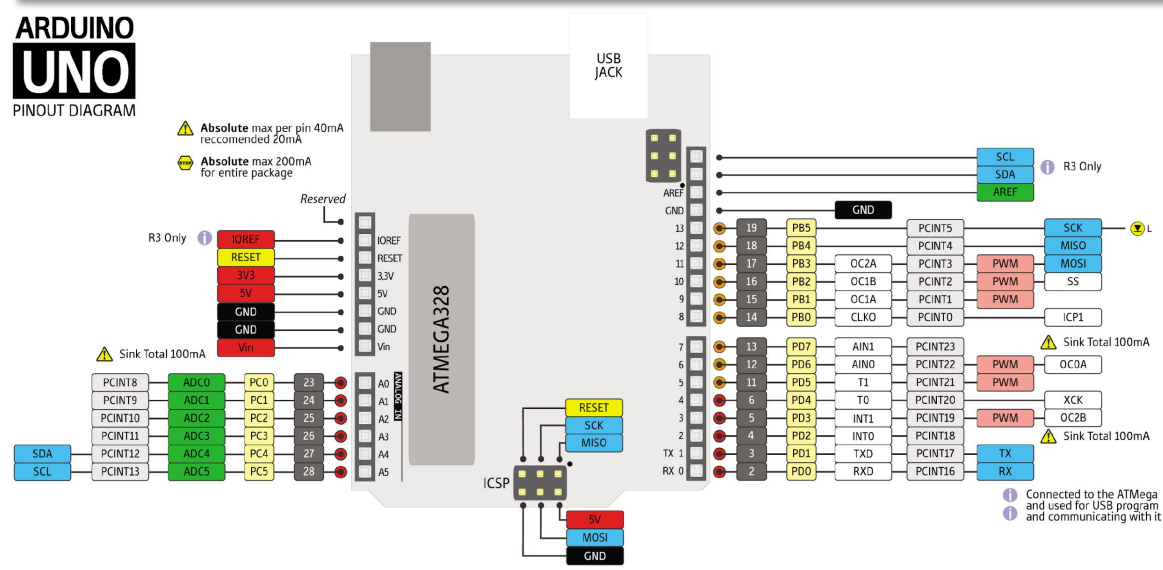 ARDUINO
UNO
PINOUT DIAGRAM
Absolute max per pin 40mA
reccomended 20mA
STOP
Absolute max 200mA
for entire package
USB
JACK
Reserved
R3 Only
IOREF
RESET
3V3
5V
GND
GND
Vin
IOREF
RESET
3,3V
5V
GND
GND
Vin
ATMEGA328
Sink Total 100mA
PCINT8 ADC0 PC0 23 A0
PCINT9 ADC1 PC1 24 A1
PCINT10 ADC2 PC2 25 A2
PCINT11 ADC3 PC3 26 A3
SDA PCINT12 ADC4 PC4 27 A4
SCL PCINT13 ADC5 PC5 28 A5
ANALOG IN
SCL
SDA
R3 Only
AREF AREF
GND GND
13 19 PB5 PCINT5 SCK L
12 18 PB4 PCINT4 MISO
11 17 PB3 OC2A PCINT3 PWM MOSI
10 16 PB2 OC1B PCINT2 PWM SS
9 15 PB1 OC1A PCINT1 PWM
8 14 PB0 CLKO PCINT0 ICP1
Sink Total 100mA
7 13 PD7 AIN1 PCINT23
6 12 PD6 AIN0 PCINT22 PWM OC0A
5 11 PD5 T1 PCINT21 PWM
4 6 PD4 T0 PCINT20 XCK
3 5 PD3 INT1 PCINT19 PWM OC2B
2 4 PD2 INT0 PCINT18
Sink Total 100mA
TX 1 3 PD1 TXD PCINT17 TX
RX 0 2 PD0 RXD PCINT16 RX
Connected to the ATMega
and used for USB program
and communicating with it
RESET
SCK
MISO
ICSP
5V
MOSI
GND